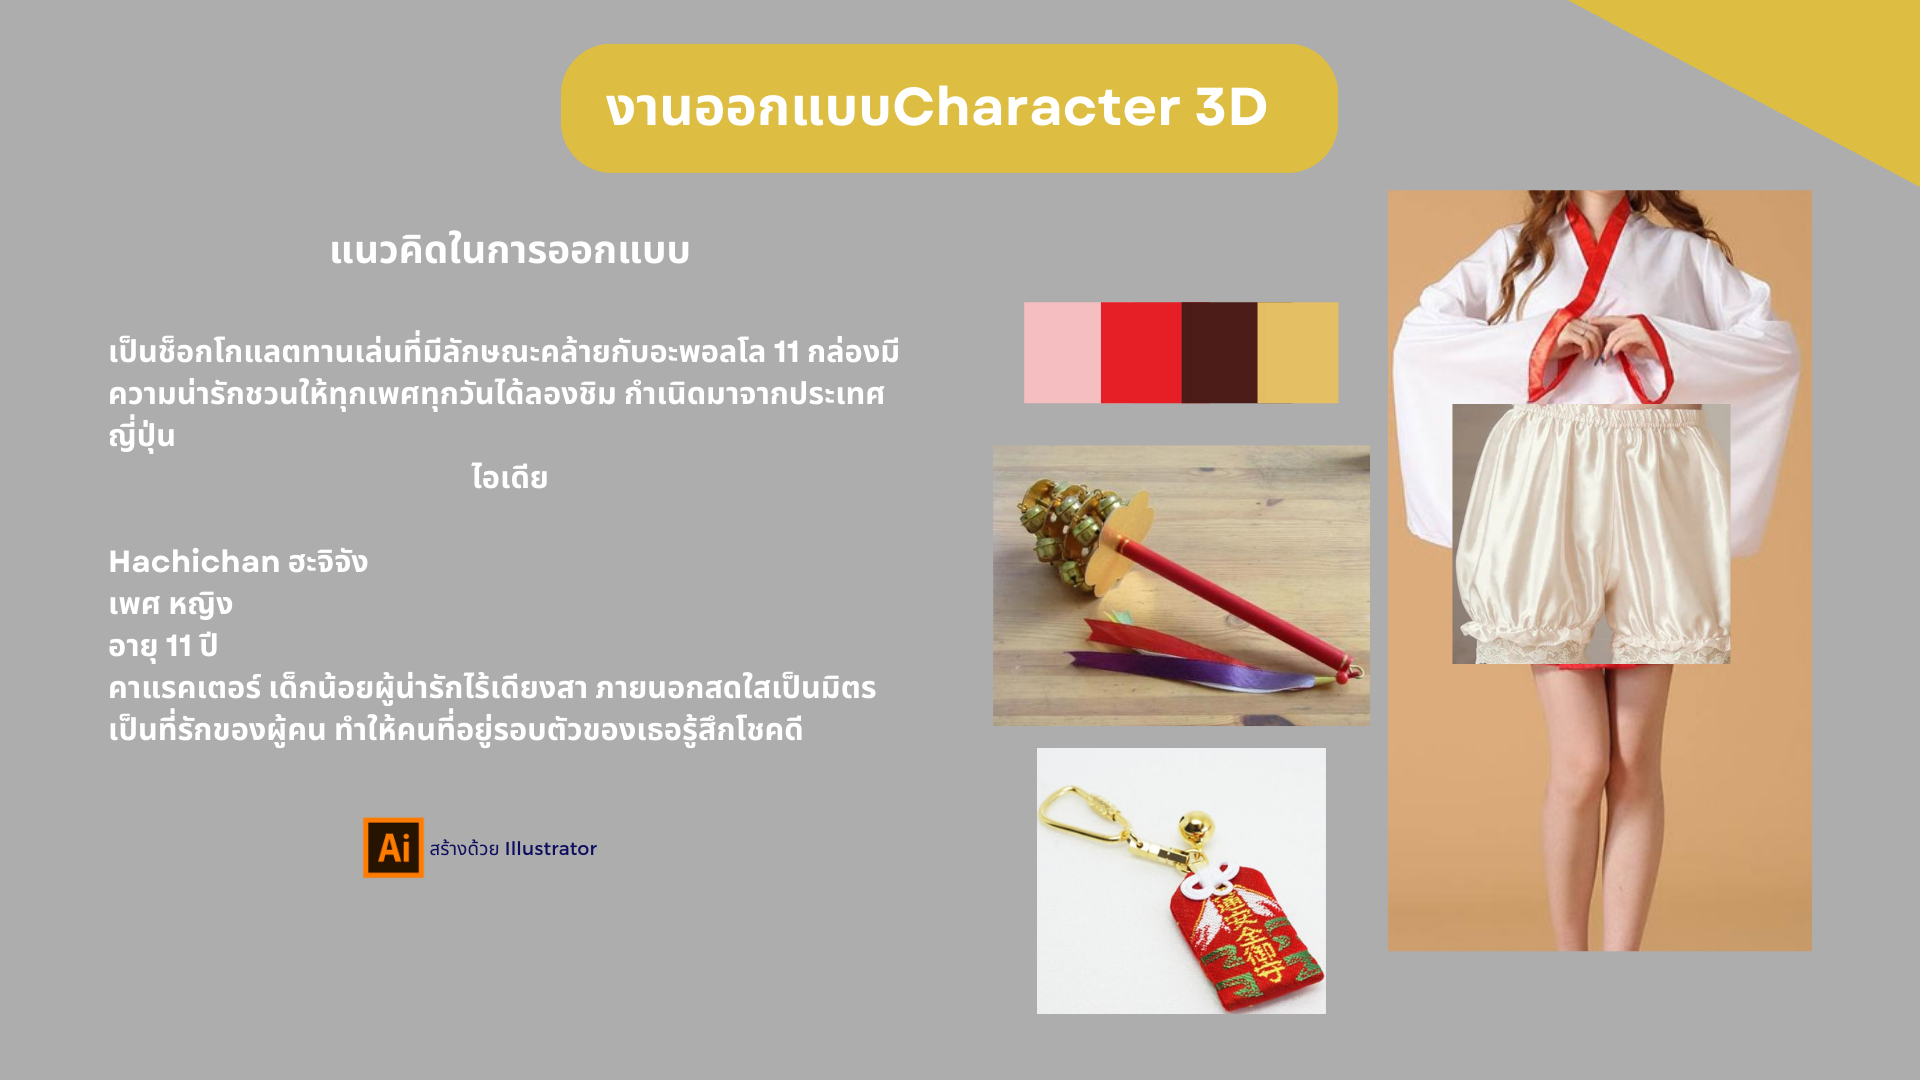 งานออกแบบCharacter 3D
แนวคิดในการออกแบบ
เป็นช็อกโกแลตทานเล่นที่มีลักษณะคล้ายกับอะพอลโล 11 กล่องมี
ความน่ารักชวนให้ทุกเพศทุกวันได้ลองชิม กำเนิดมาจากประเทศ
ญี่ปุ่น
ไอเดีย
Hachichan ฮะจิจัง
เพศ หญิง
อายุ 11 ปี
คาแรคเตอร์ เด็กน้อยผู้น่ารักไร้เดียงสา ภายนอกสดใสเป็นมิตร
เป็นที่รักของผู้คน ทำให้คนที่อยู่รอบตัวของเธอรู้สึกโชคดี
Ai สร้างด้วย Illustrator
通安全御守